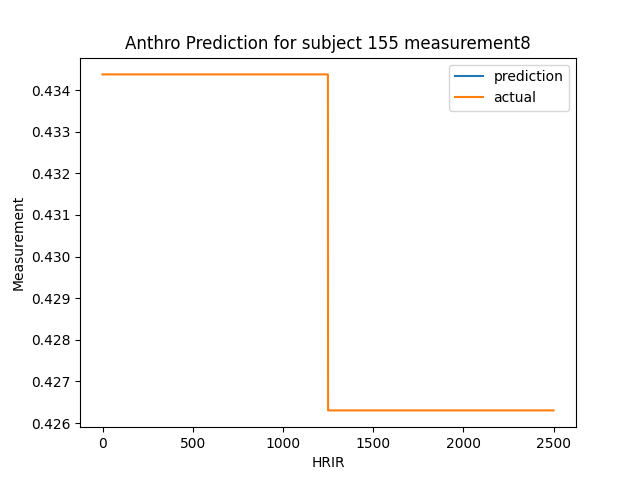 Anthro Prediction for subject 155 measurement8
prediction
actual
0.434
0.433
0.432
0.431
0.430
0.429
0.428
0.427
0.426
Measurement
0 500 1000 1500 2000 2500
HRIR